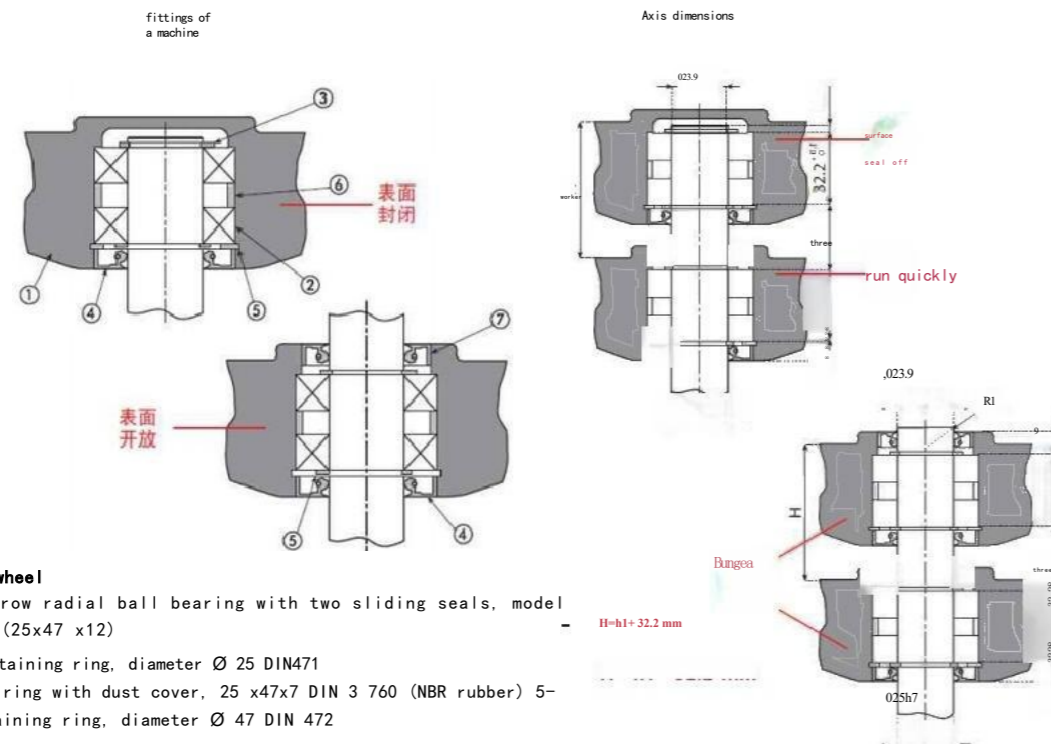 fittings of
a machine
Axis dimensions
③
⑥
表面
封闭
②
①
④
⑤
⑦
表面
开放
⑤
④
023.9
surface
seal off
32.2
worker
three
run quickly
,023.9
Rl
9
H
Bungea
three
H=h1+ 32.2 mm
025h7
wheel
row radial ball bearing with two sliding seals, model
(25x47 x12)
-
taining ring, diameter Ø 25 DIN471
ring with dust cover, 25 x47x7 DIN 3 760 (NBR rubber) 5-
aining ring, diameter Ø 47 DIN 472